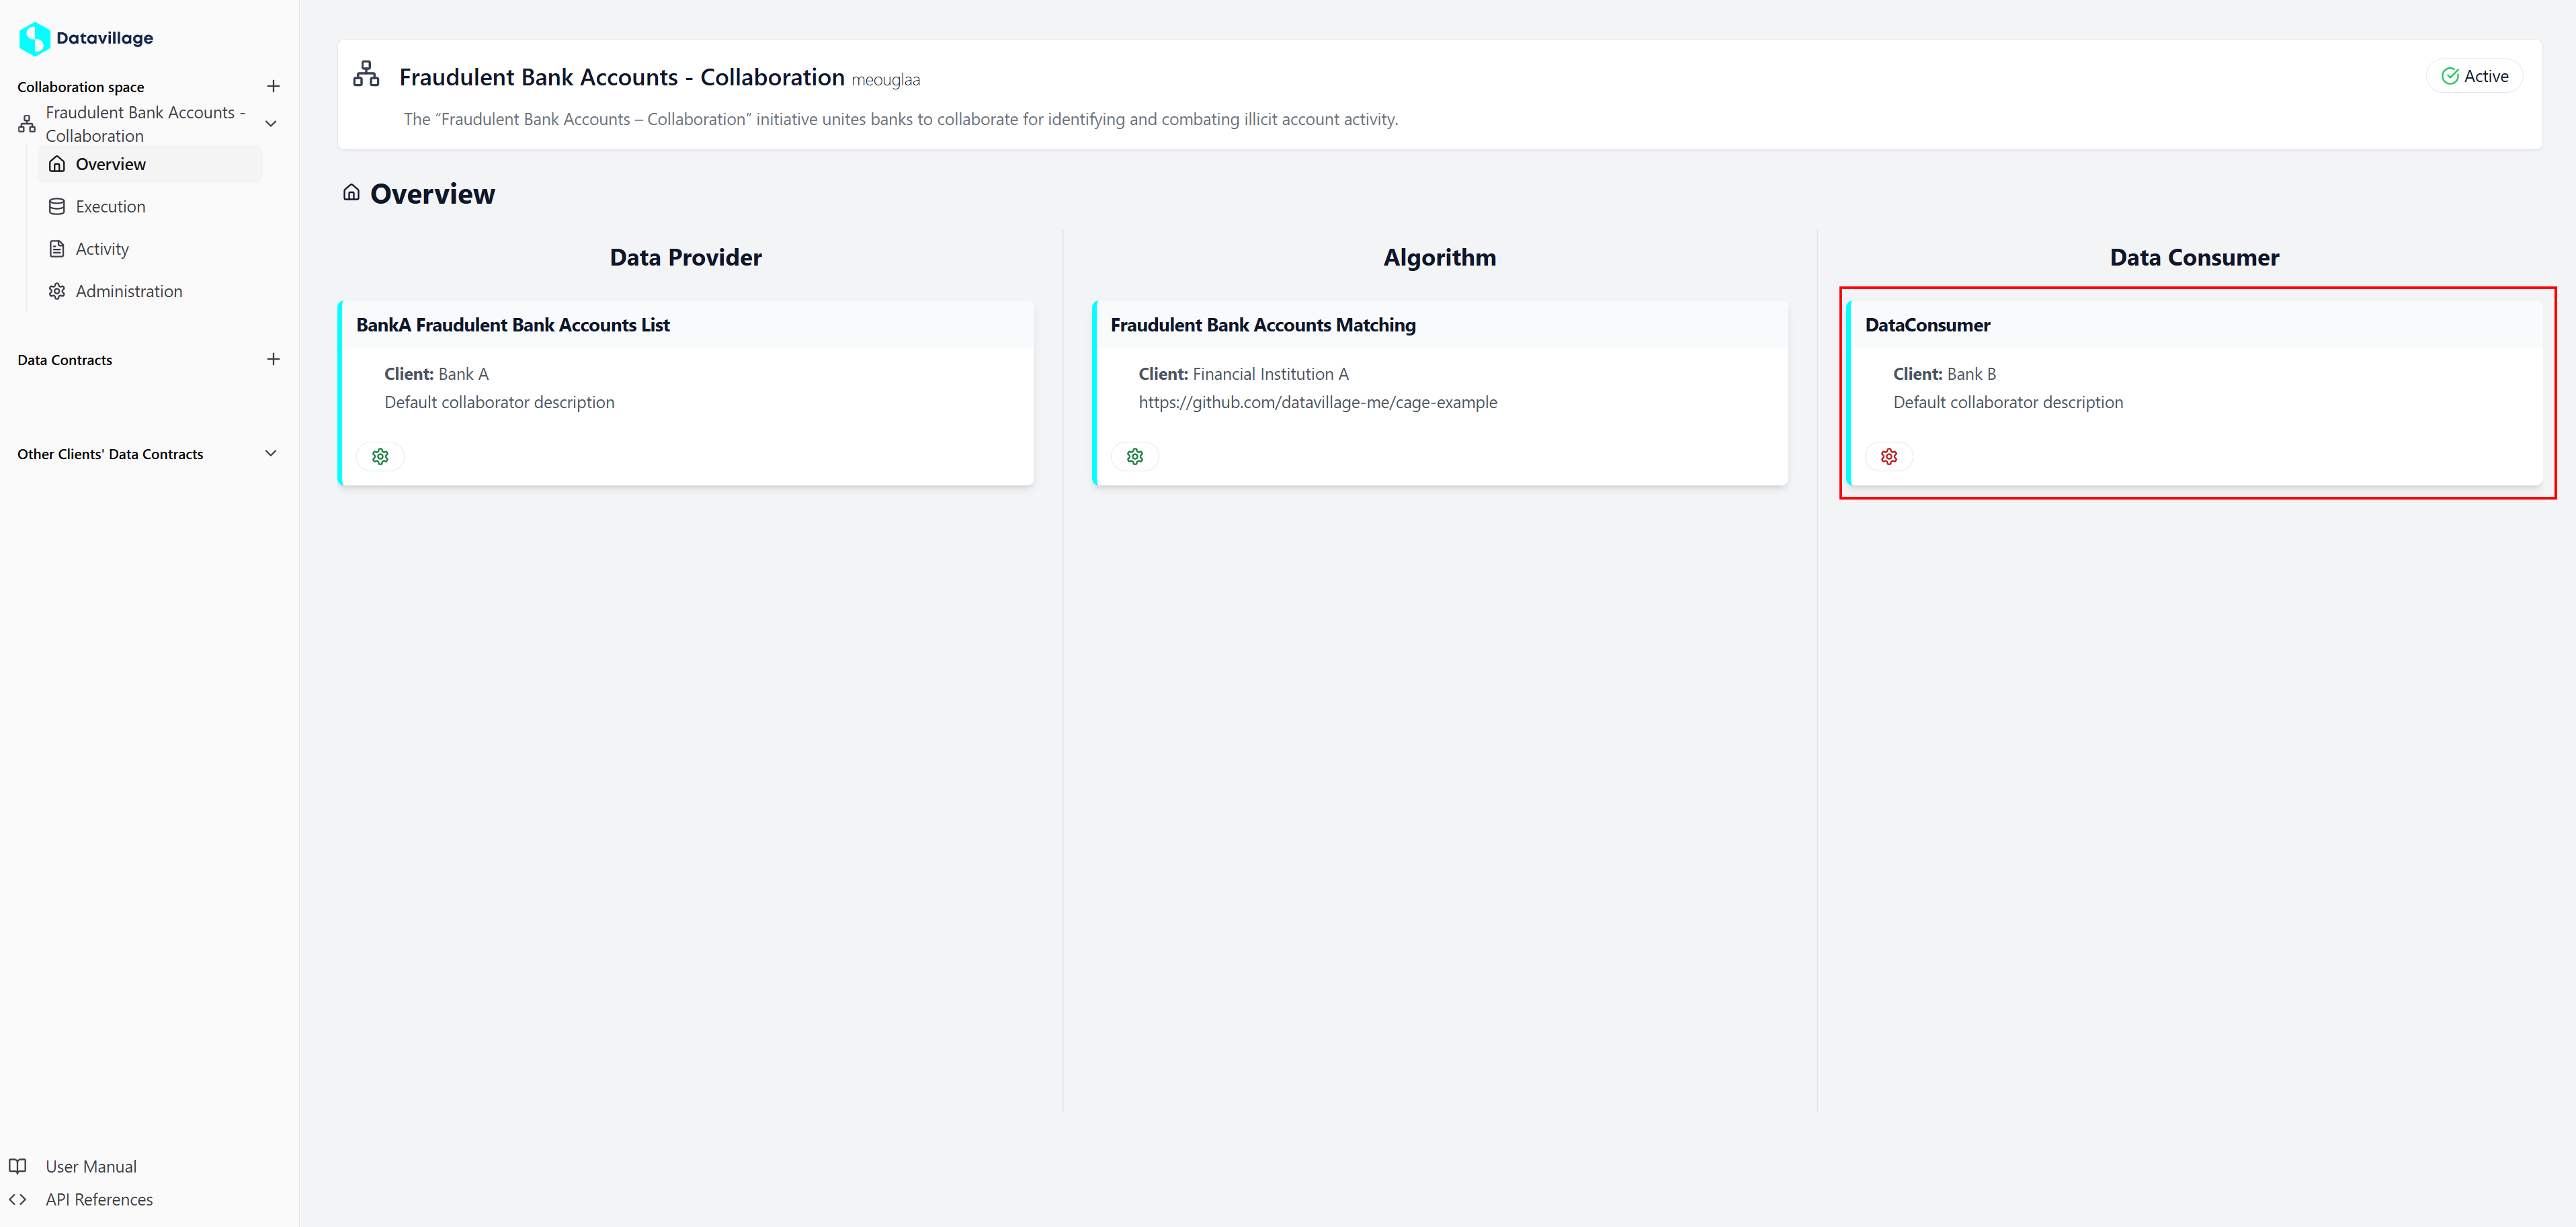 Datavillage
Collaboration space
Fraudulent Bank Accounts -
Collaboration
Overview
Execution
Activity
Administration
Data Contracts
Other Clients' Data Contracts
User Manual
API References
Fraudulent Bank Accounts - Collaboration meouglaa
Active
The “Fraudulent Bank Accounts – Collaboration” initiative unites banks to collaborate for identifying and combating illicit account activity.
Overview
Data Provider
BankA Fraudulent Bank Accounts List
Client: Bank A
Default collaborator description
Algorithm
Fraudulent Bank Accounts Matching
Client: Financial Institution A
https://github.com/datavillage-me/cage-example
Data Consumer
DataConsumer
Client: Bank B
Default collaborator description